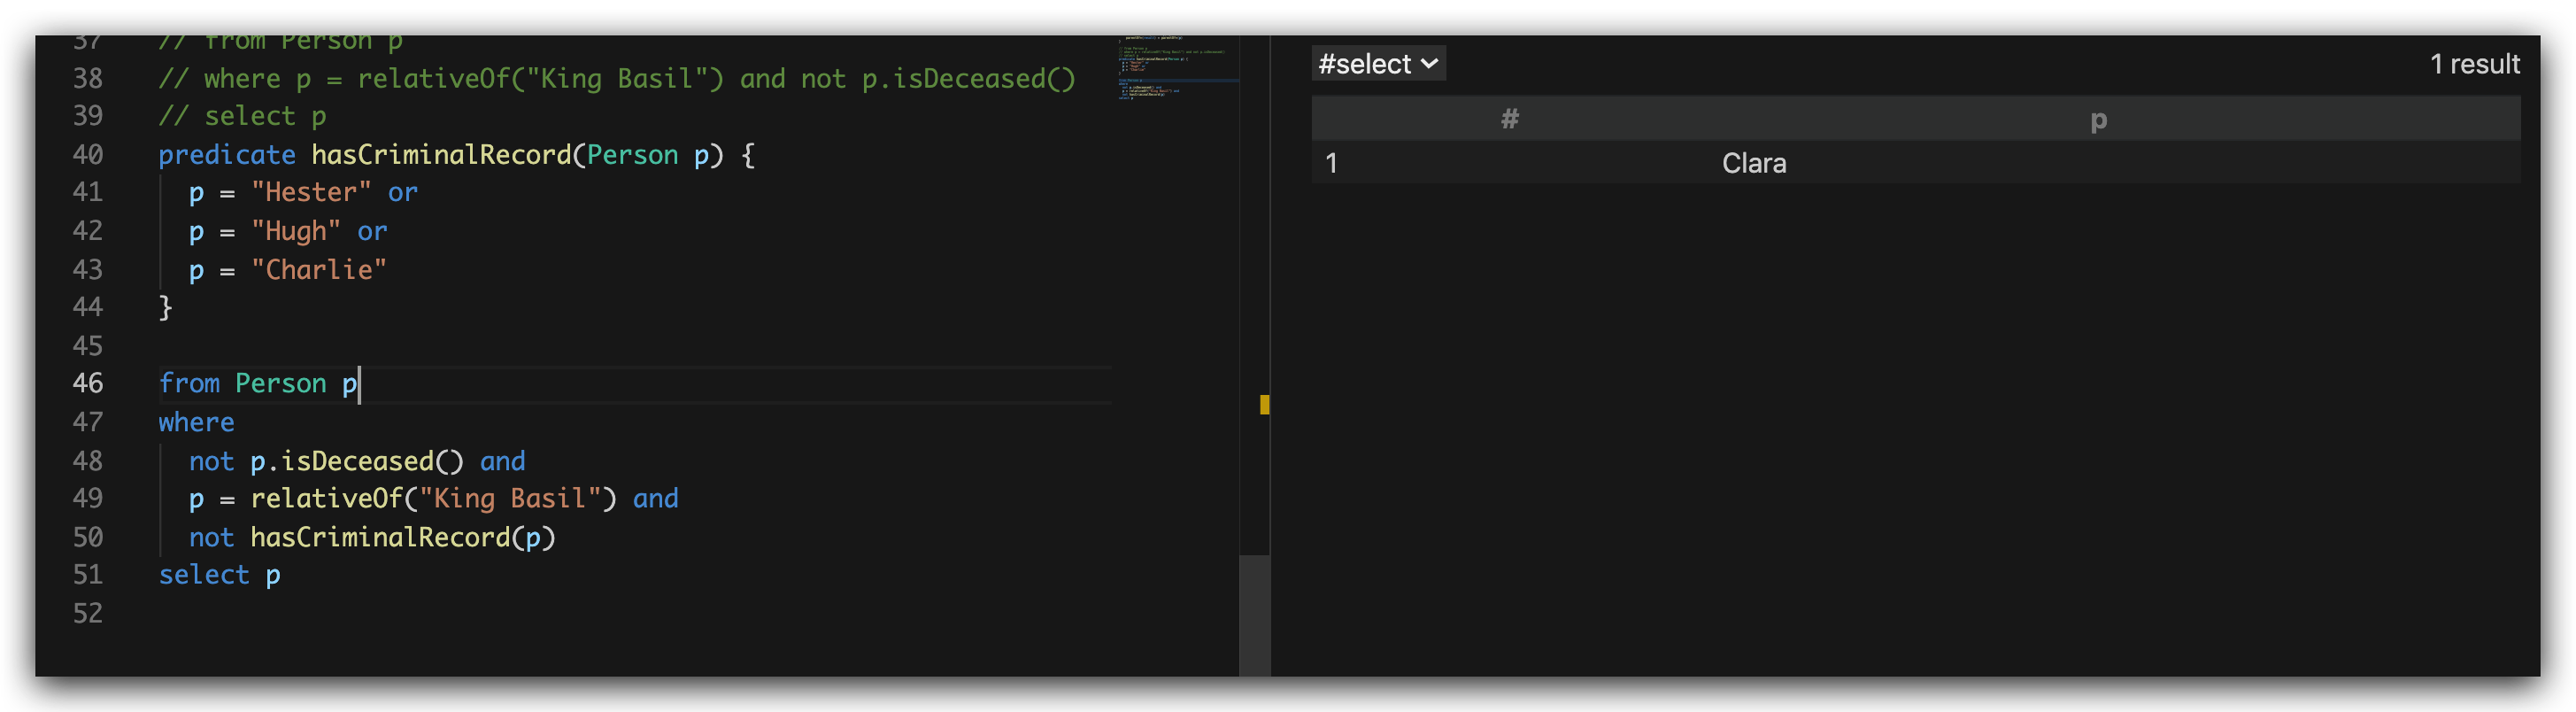 37 // from Person p
38 // where p = relativeOf("King Basil") and not p.isDeceased()
39 // select p
40 predicate hasCriminalRecord(Person p) {
41 p = "Hester" or
42 p = "Hugh" or
43 p = "Charlie"
44 }
45
46 from Person p
47 where
48 not p.isDeceased() and
49 p = relativeOf("King Basil") and
50 not hasCriminalRecord(p)
51 select p
52
#select 1 result
# p
1 Clara